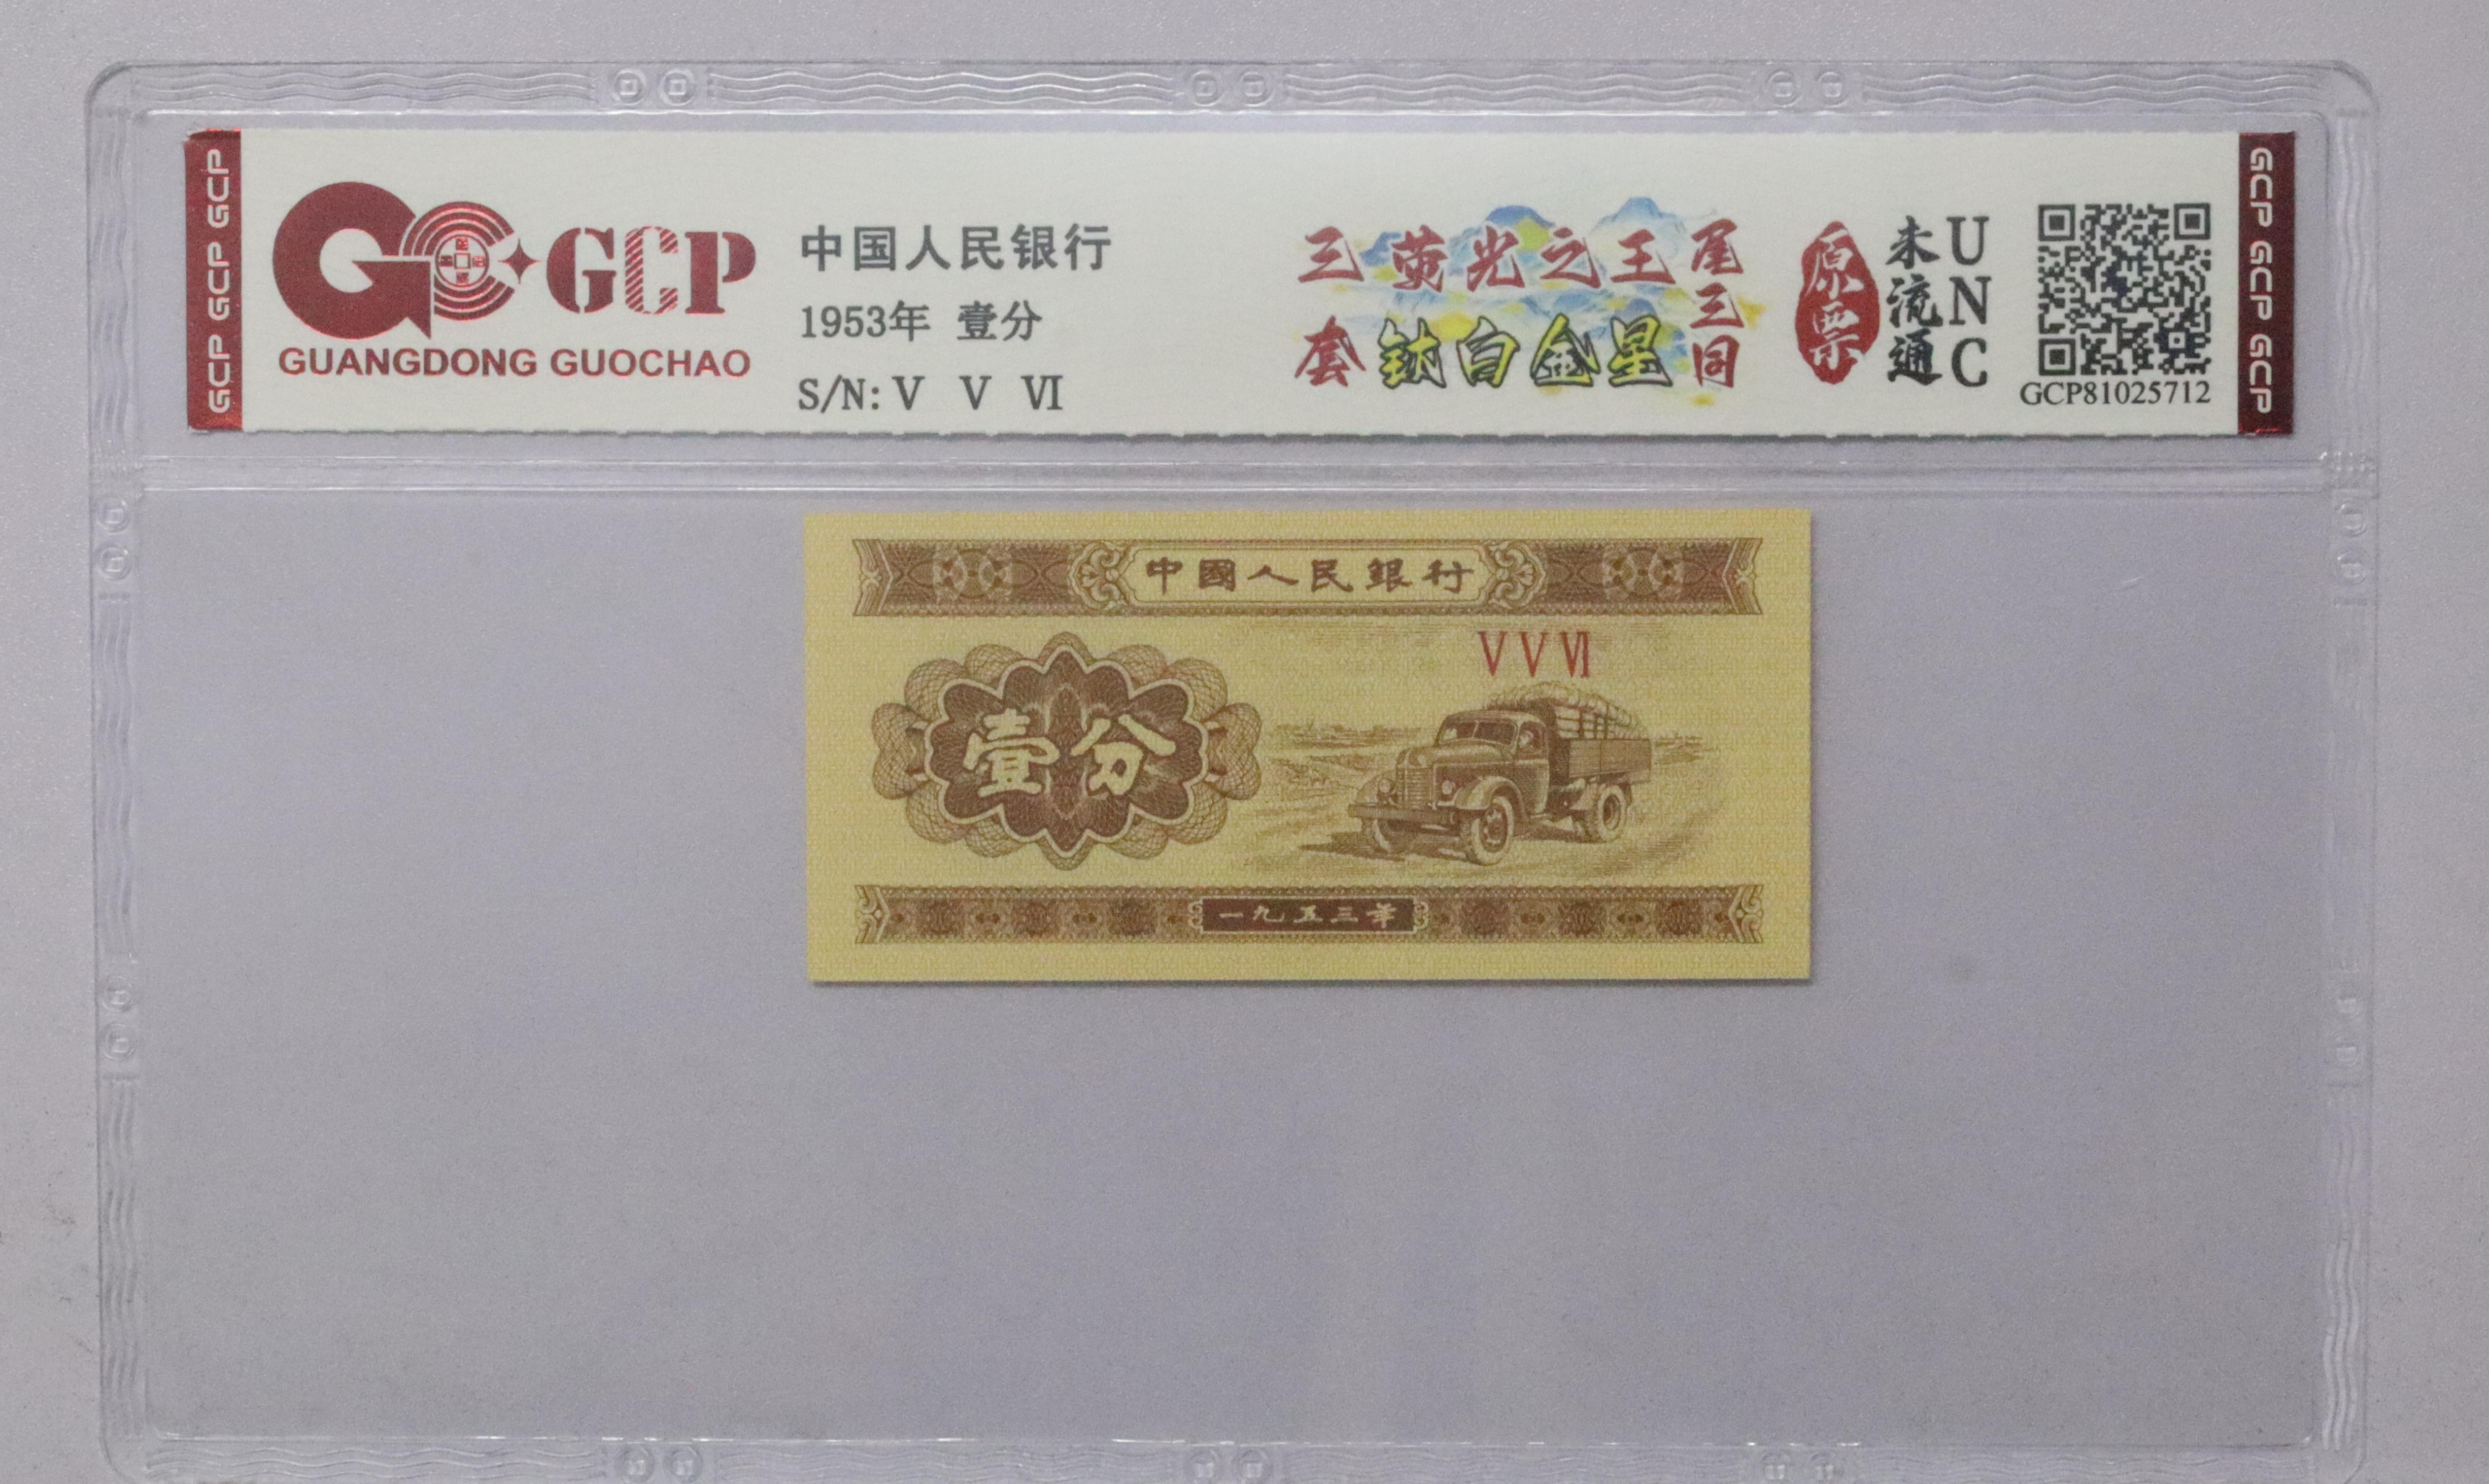 GCP GCP GCP
GCP
GUANGDONG GUOCHAO
中国人民银行
1953年 壹分
S/N: Ⅴ Ⅴ Ⅵ
三 荧光之王
套 钛白金星
尾三同
原票
未流通
UNC
GCP81025712
GCP GCP GCP
中國人民銀行
ⅤⅤⅥ
壹分
一九五三年